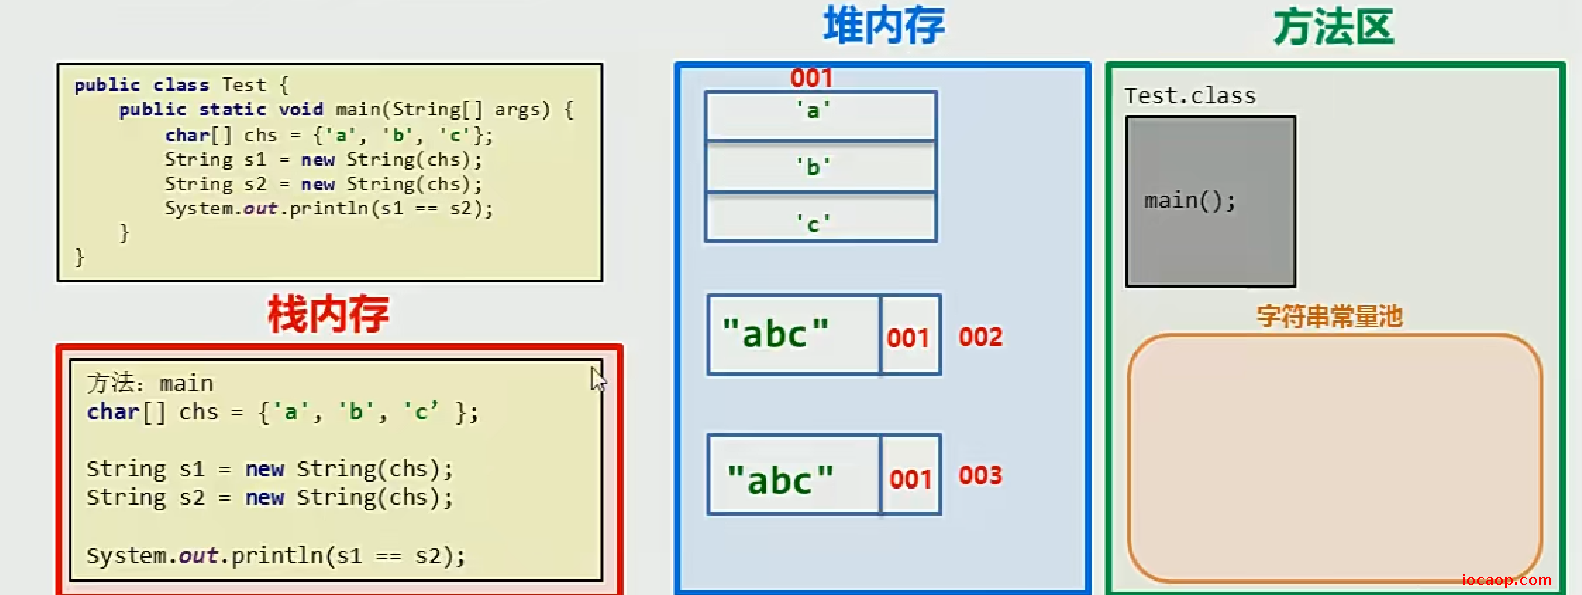 堆内存
方法区
public class Test {
public static void main(String[] args) {
char[] chs = {'a', 'b', 'c'};
String s1 = new String(chs);
String s2 = new String(chs);
System.out.println(s1 == s2);
}
}
栈内存
方法: main
char[] chs = {'a', 'b', 'c’ };
String s1 = new String(chs);
String s2 = new String(chs);
System.out.println(s1 == s2);
001
'a'
'b'
'c'
"abc" 001 002
"abc" 001 003
Test.class
main();
字符串常量池
iocaop.com